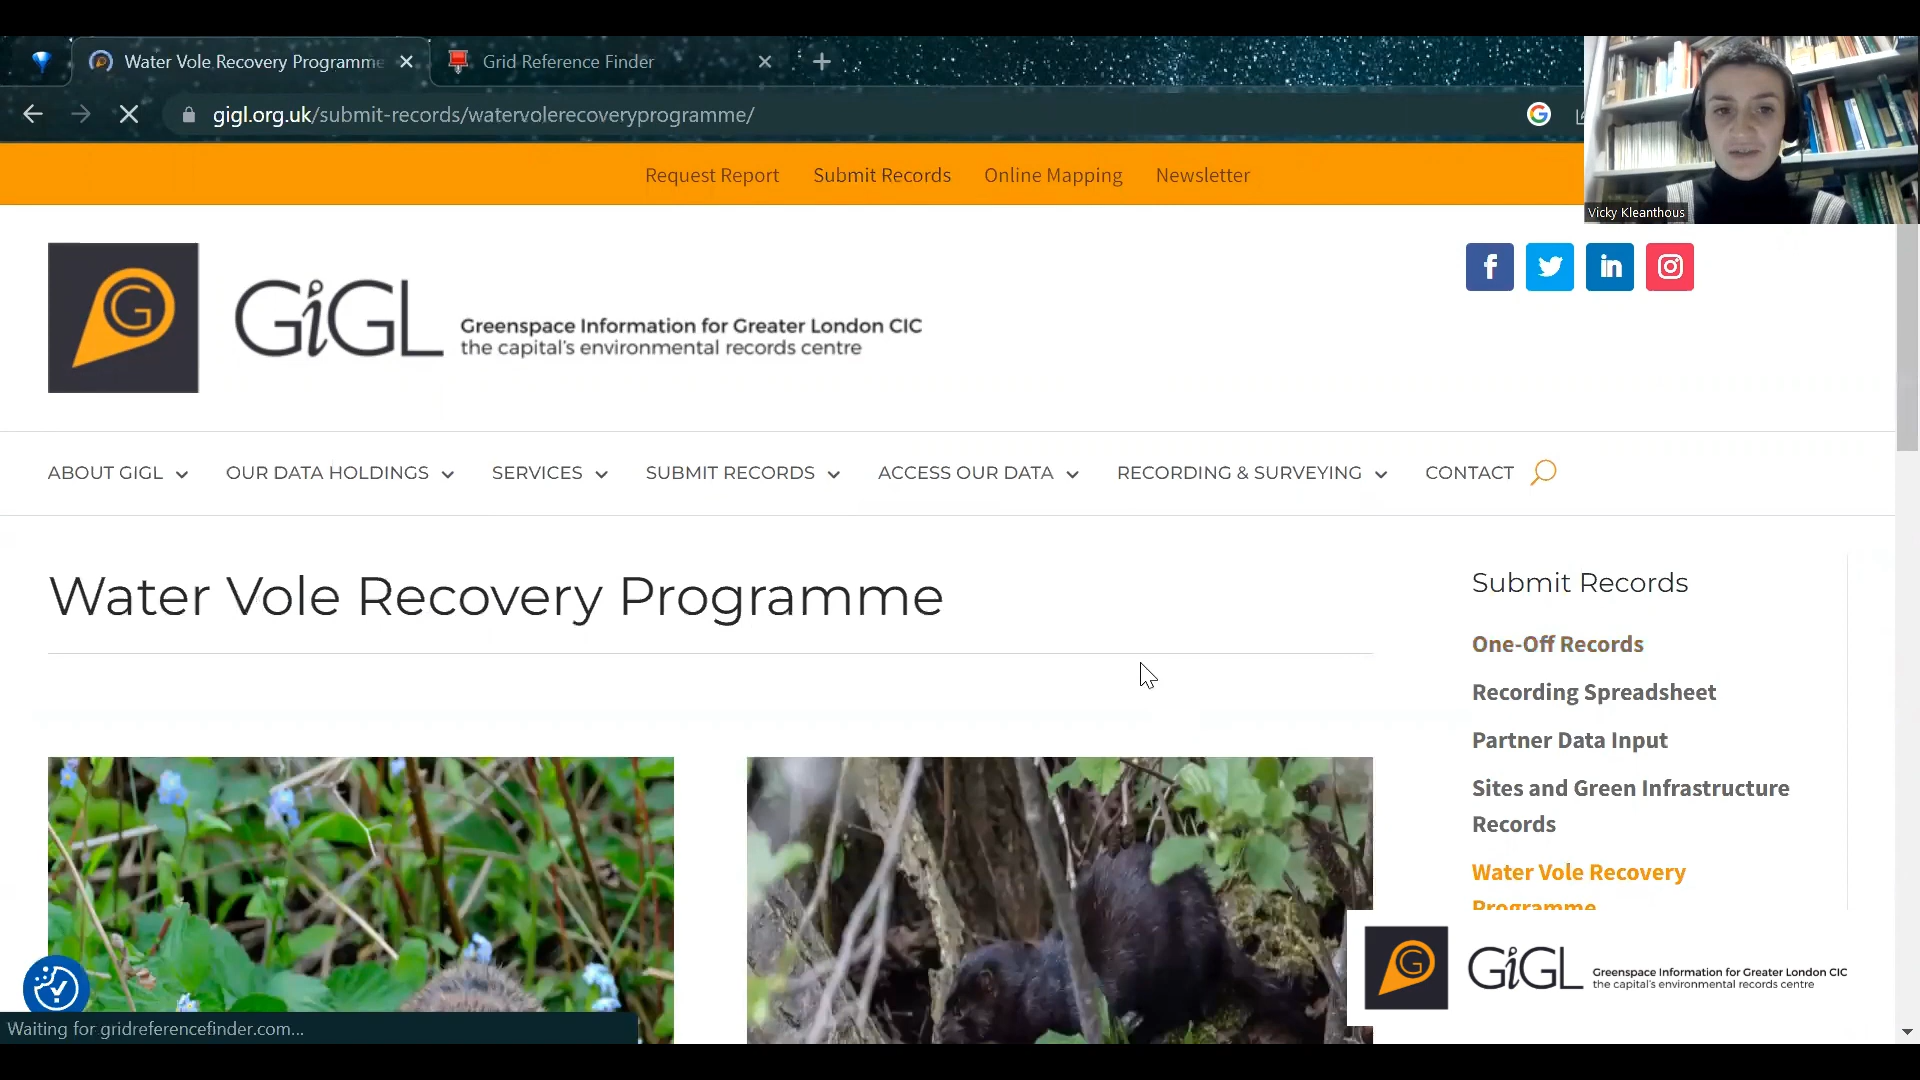 Water Vole Recovery Programme
Grid Reference Finder
gigl.org.uk/submit-records/watervolerecoveryprogramme/
Vicky Kleanthous
Request Report
Submit Records
Online Mapping
Newsletter
GiGL
Greenspace Information for Greater London CIC
the capital's environmental records centre
ABOUT GIGL
OUR DATA HOLDINGS
SERVICES
SUBMIT RECORDS
ACCESS OUR DATA
RECORDING & SURVEYING
CONTACT
Water Vole Recovery Programme
Submit Records
One-Off Records
Recording Spreadsheet
Partner Data Input
Sites and Green Infrastructure
Records
Water Vole Recovery
Programme
GiGL
Greenspace Information for Greater London CIC
the capital's environmental records centre
Waiting for gridreferencefinder.com...